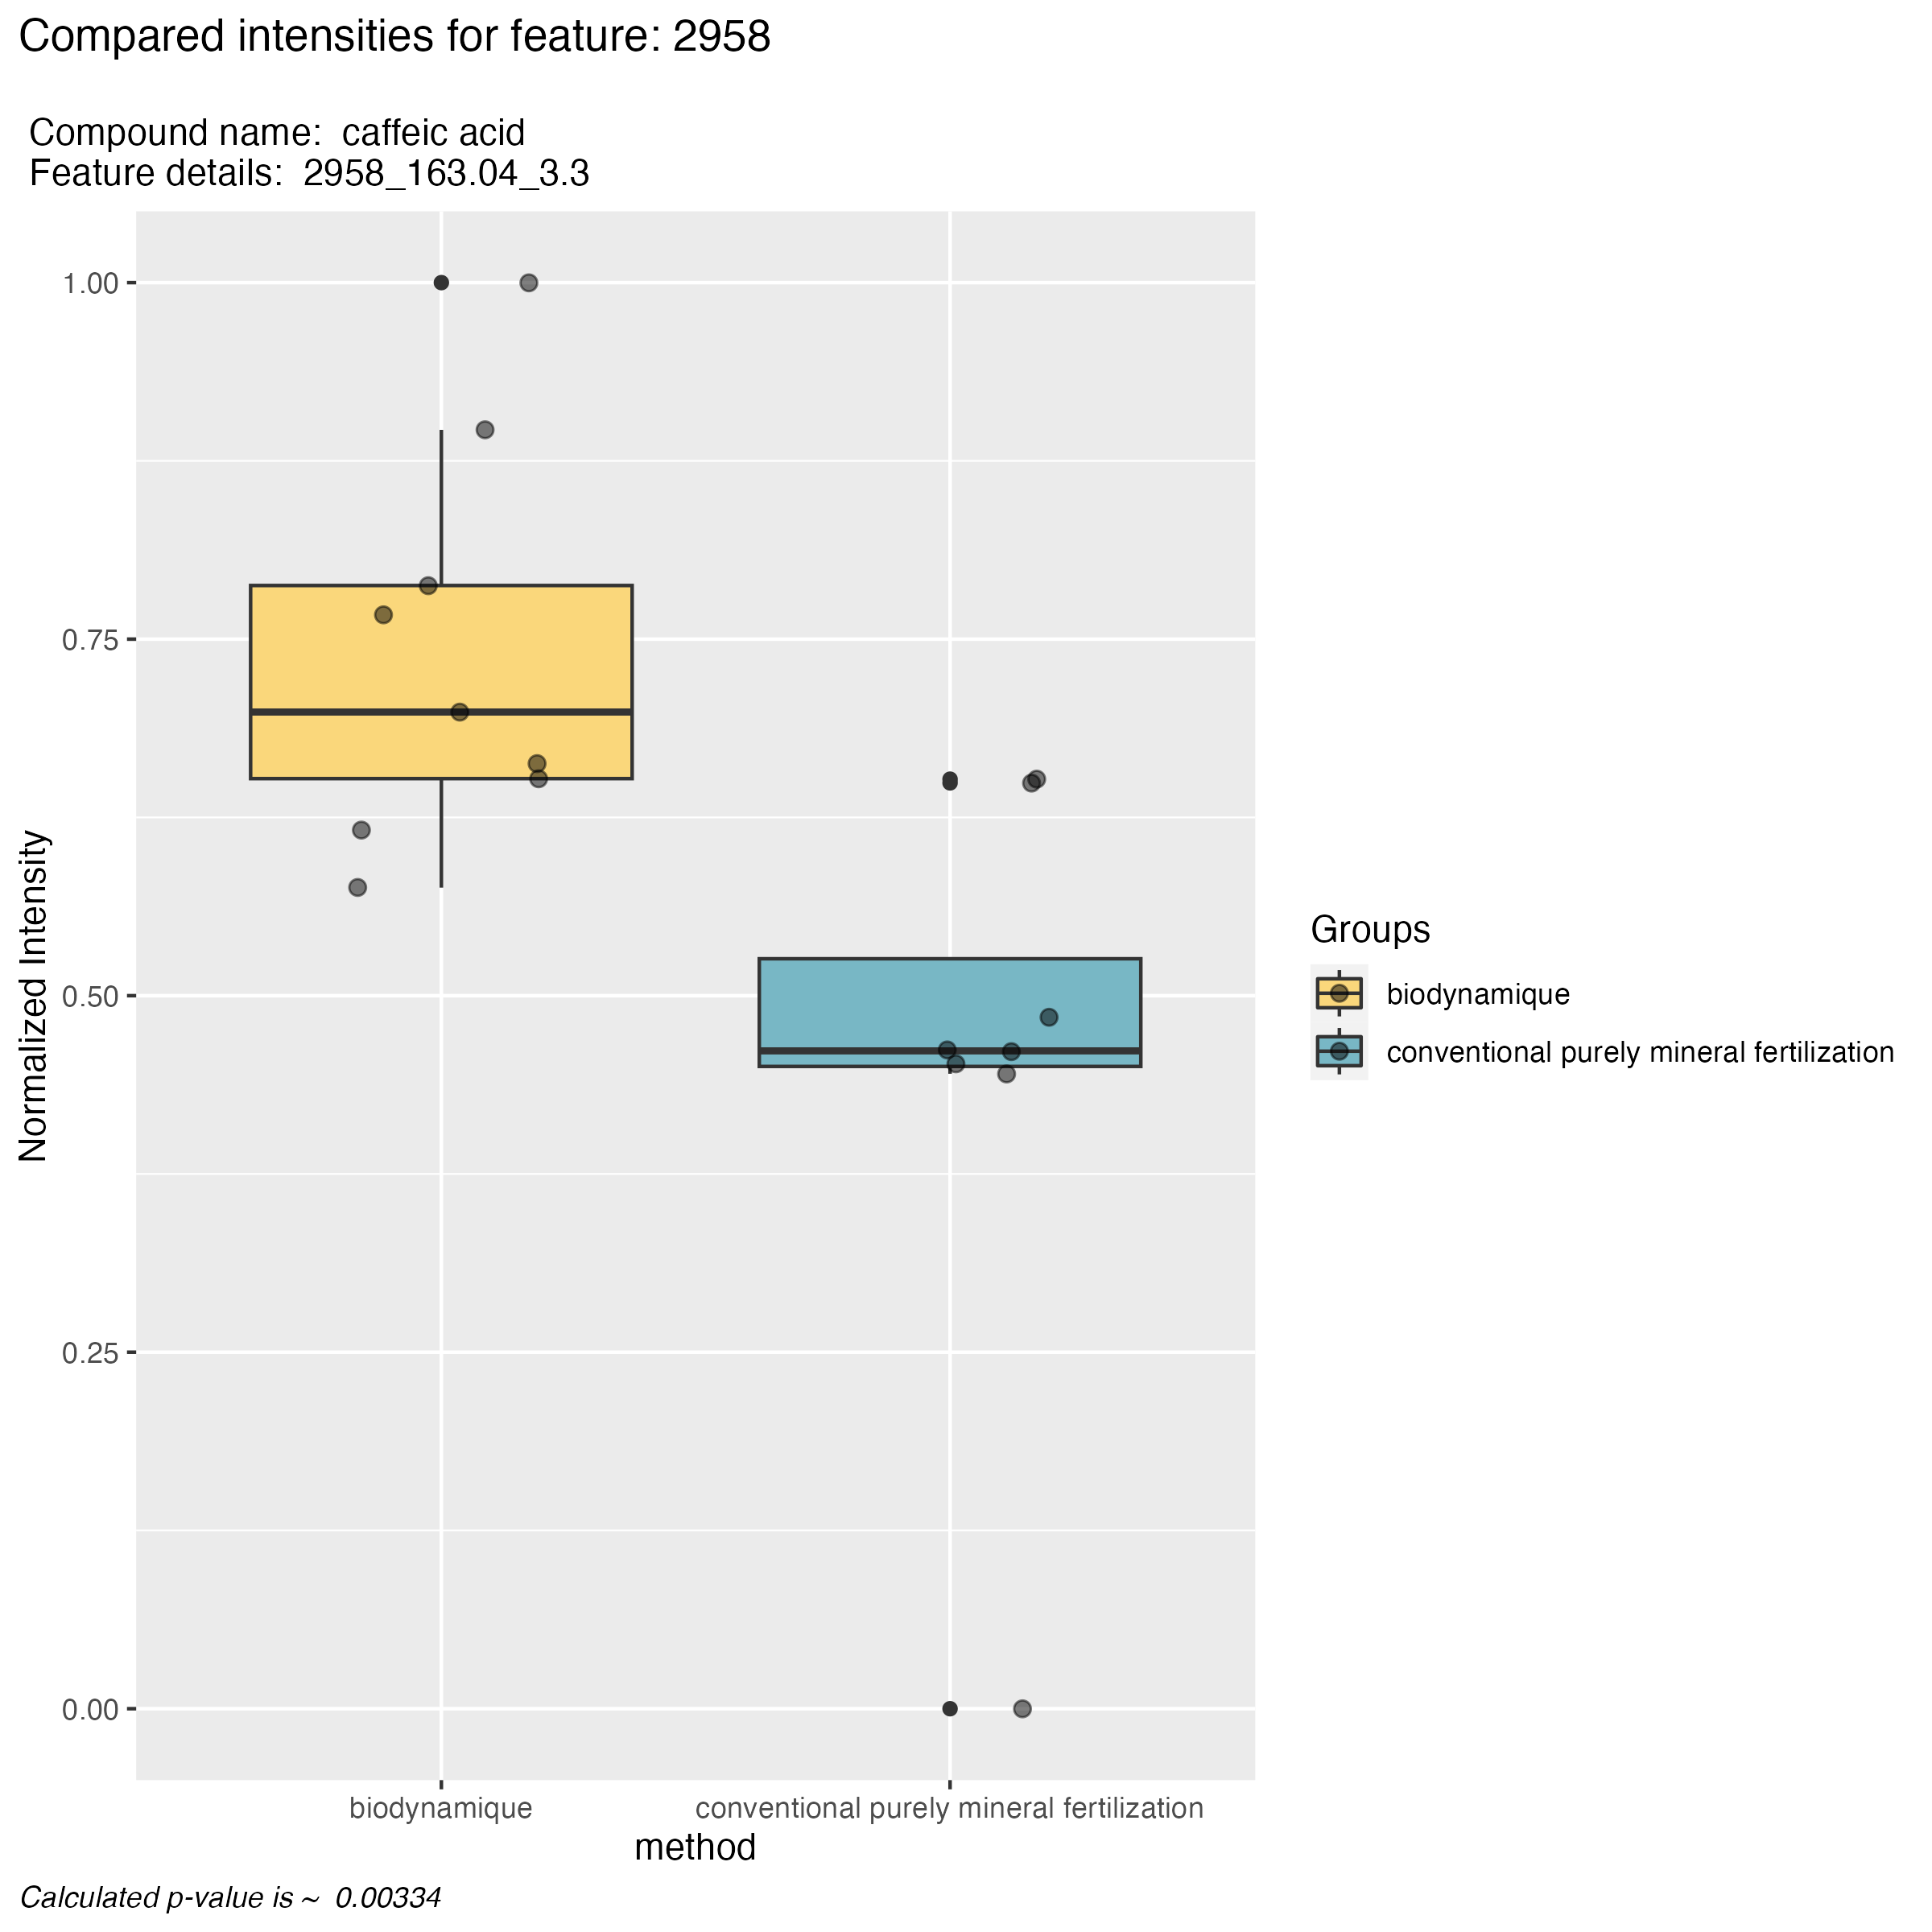 Compared intensities for feature: 2958
Compound name:  caffeic acid
Feature details:  2958_163.04_3.3
1.00
0.75
0.50
0.25
0.00
Normalized Intensity
biodynamique
conventional purely mineral fertilization
method
Groups
biodynamique
conventional purely mineral fertilization
Calculated p-value is ~  0.00334